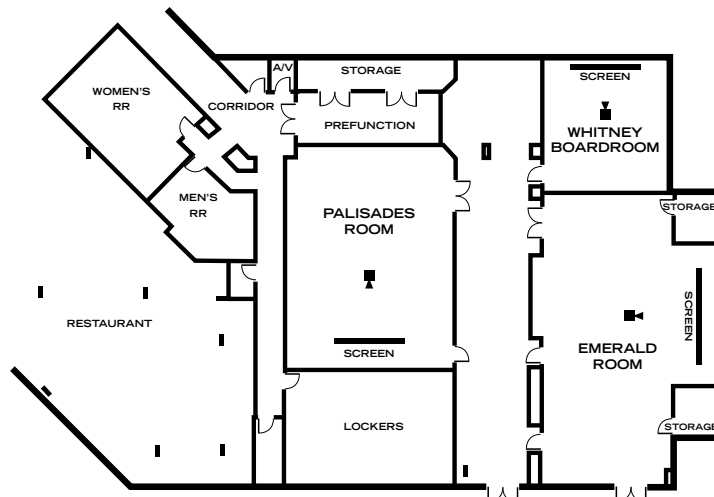 A/V
STORAGE
SCREEN
WOMEN'S
RR
CORRIDOR
PREFUNCTION
WHITNEY
BOARDROOM
MEN'S
RR
PALISADES
ROOM
STORAGE
RESTAURANT
SCREEN
SCREEN
EMERALD
ROOM
LOCKERS
STORAGE